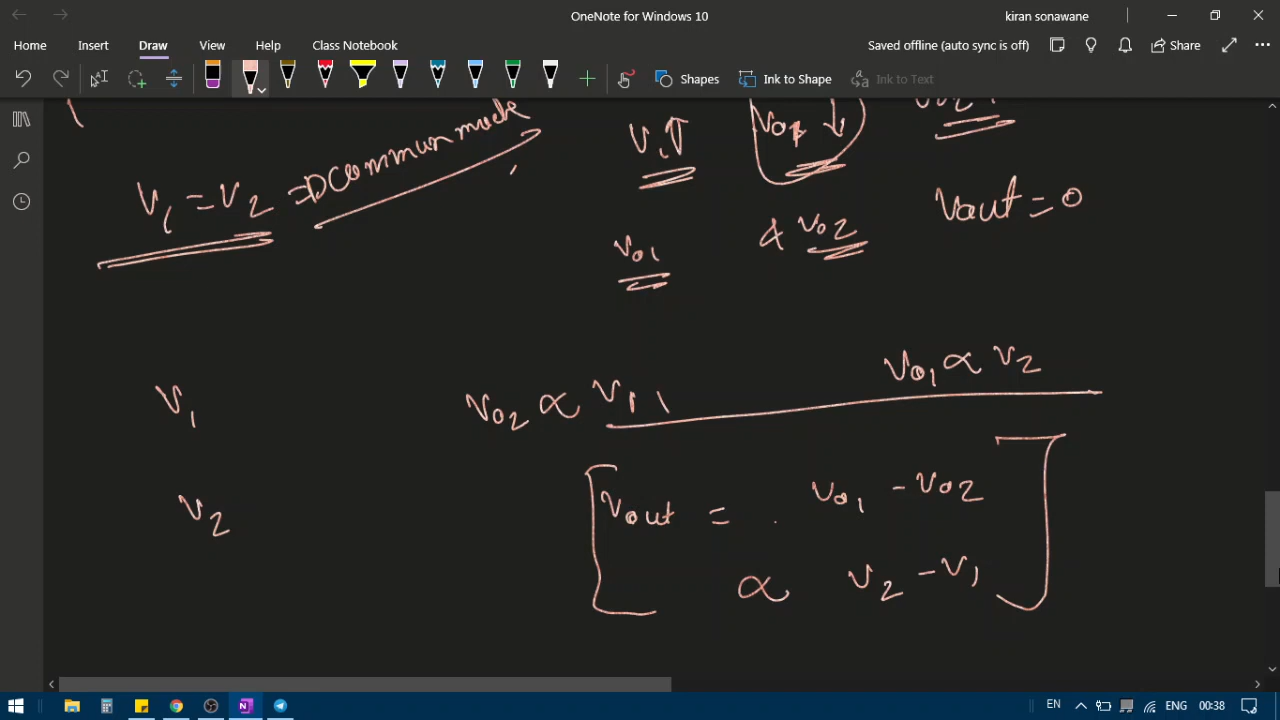 OneNote for Windows 10
kiran sonawane
Home Insert Draw View Help Class Notebook
Saved offline (auto sync is off) Share
Shapes Ink to Shape Ink to Text
V1 = V2 => Common mode
V1↑ Vo1 ↓ Vo2 ↑
Vout = 0
Vo1 & Vo2
Vo1 ∝ V2
V1 Vo2 ∝ V1
Vout = Vo1 - Vo2
V2
∝ V2 - V1
EN ENG 00:38